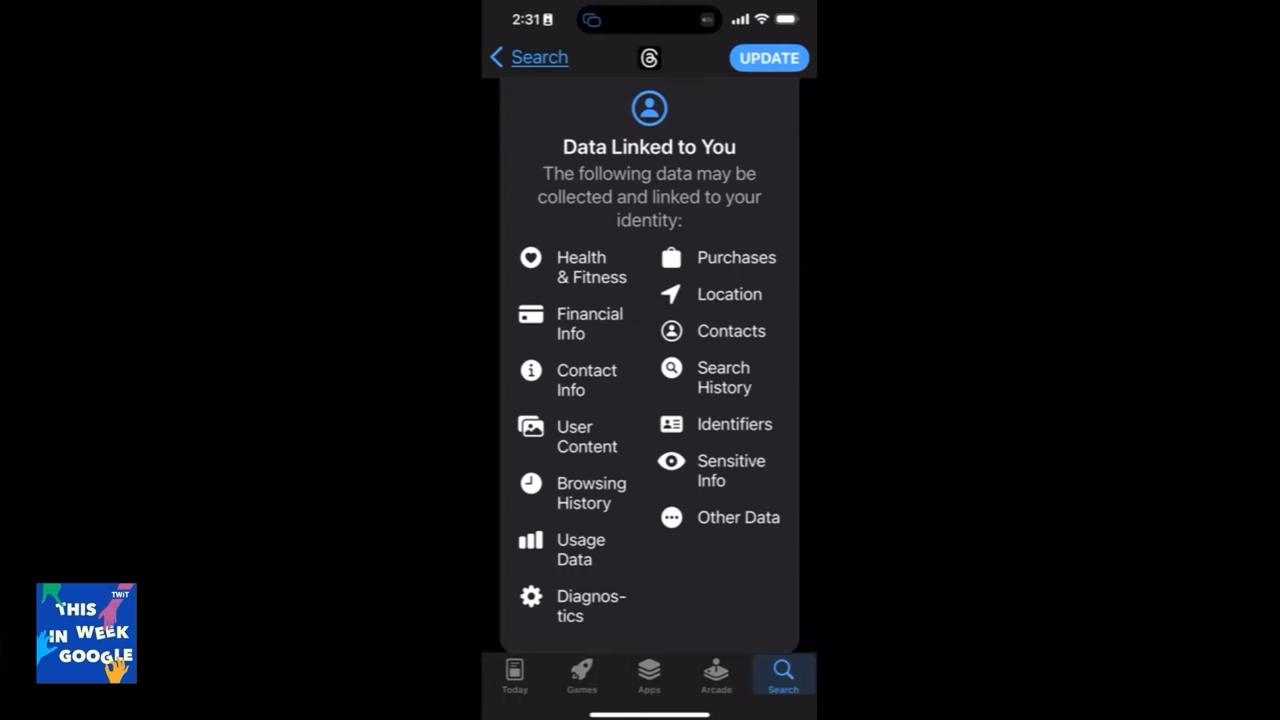 2:31
Search
UPDATE
Data Linked to You
The following data may be
collected and linked to your
identity:
Health
& Fitness
Financial
Info
Contact
Info
User
Content
Browsing
History
Usage
Data
Diagnos-
tics
Purchases
Location
Contacts
Search
History
Identifiers
Sensitive
Info
Other Data
Today
Games
Apps
Arcade
Search
TWiT
THIS
IN WEEK
GOOGLE